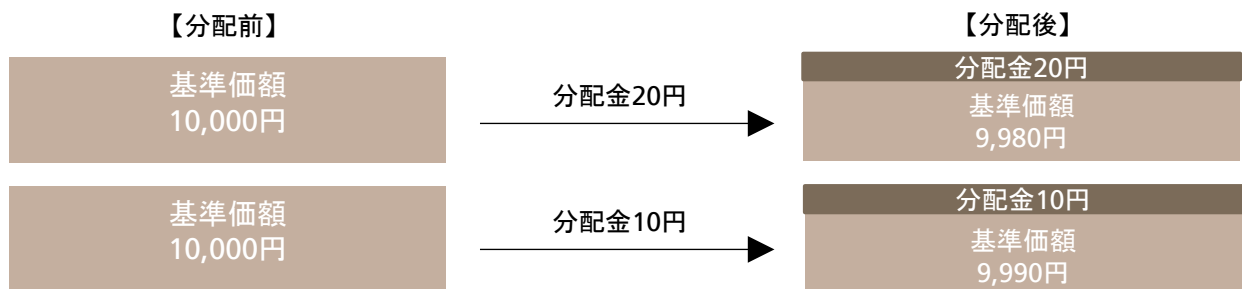 【分配前】
【分配後】
基準価額
10,000円
分配金20円
分配金20円
基準価額
9,980円
基準価額
10,000円
分配金10円
分配金10円
基準価額
9,990円